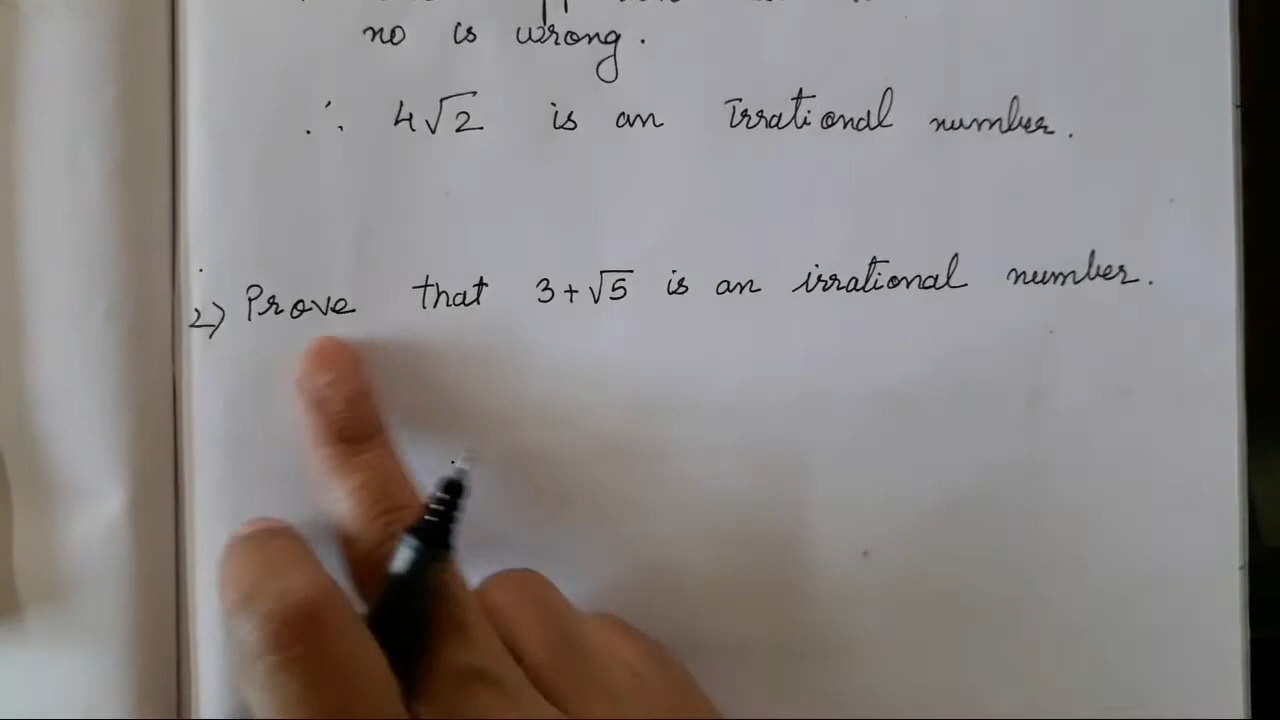 no is wrong.
∴ 4√2 is an Irrational number.
2) Prove that 3+√5 is an irrational number.